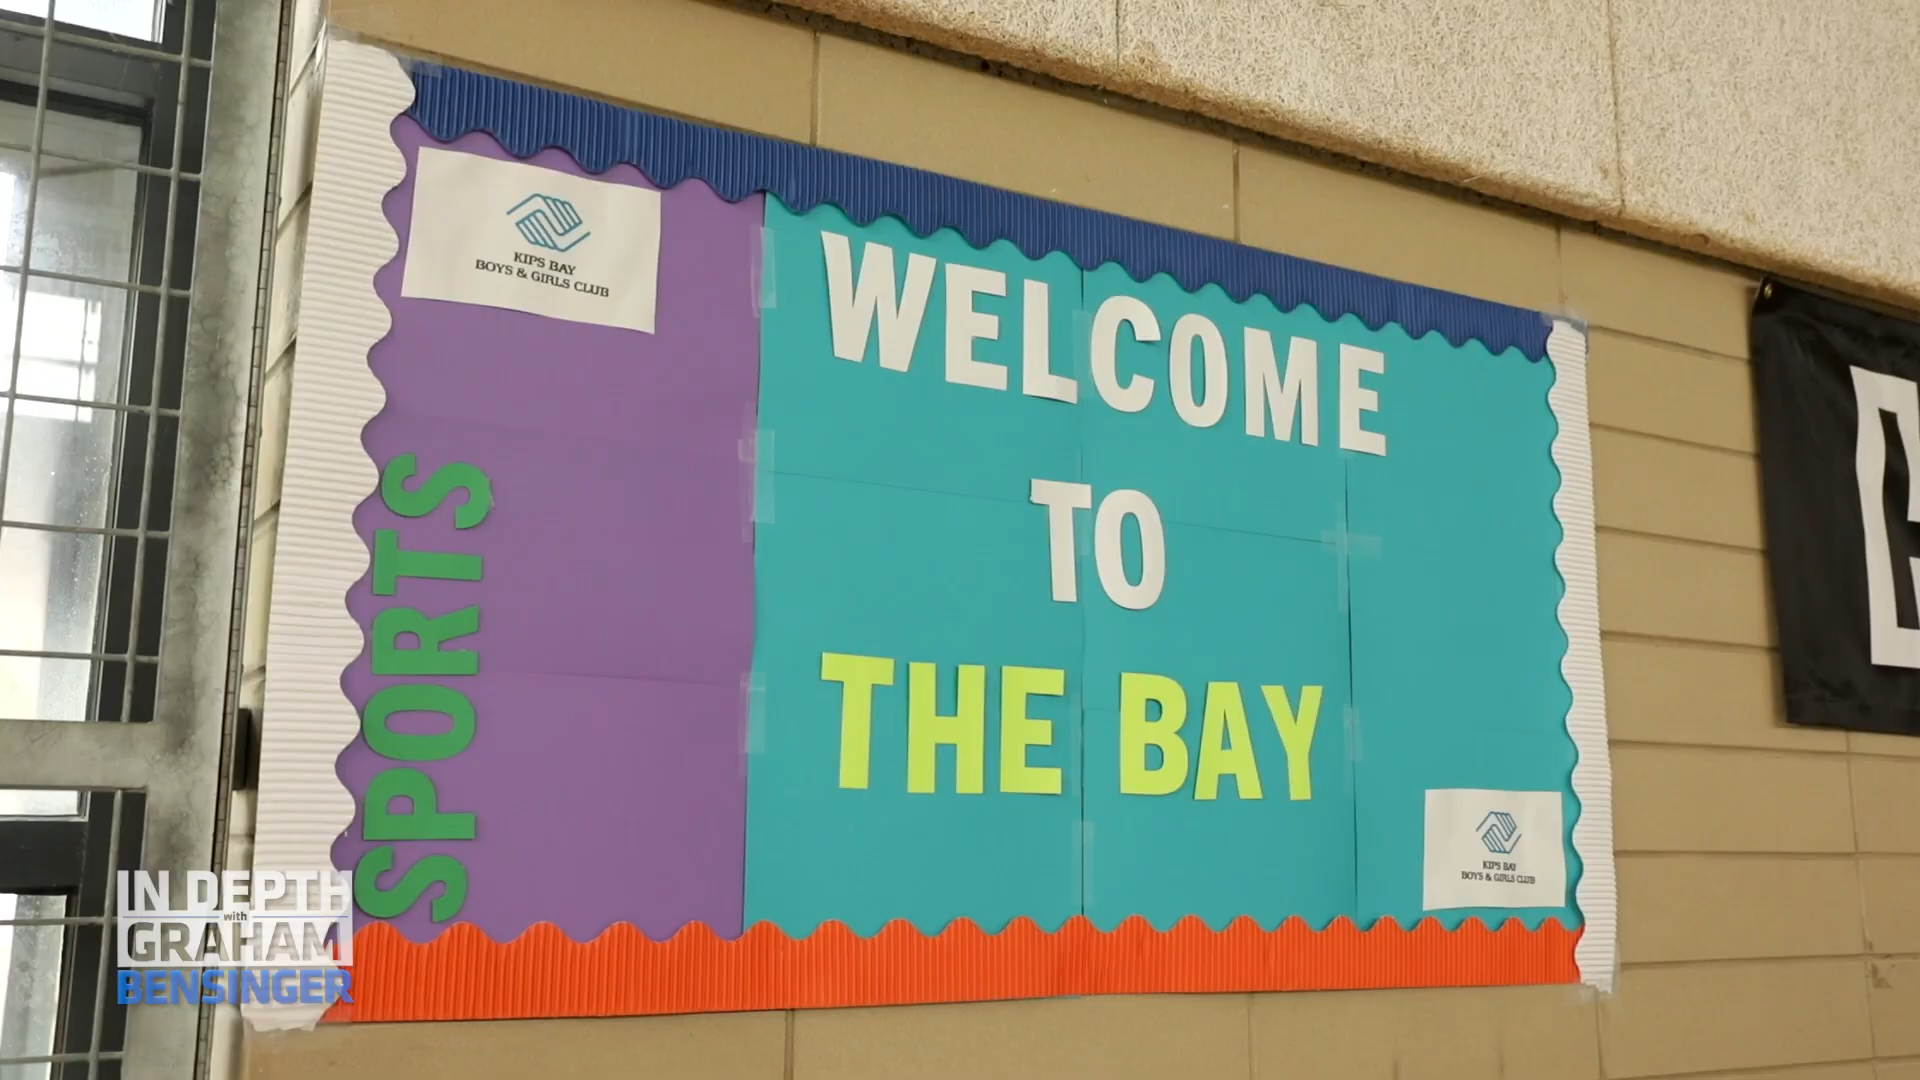 KIPS BAY
BOYS & GIRLS CLUB
SPORTS
WELCOME
TO
THE BAY
KIPS BAY
BOYS & GIRLS CLUB
IN DEPTH
with
GRAHAM
BENSINGER